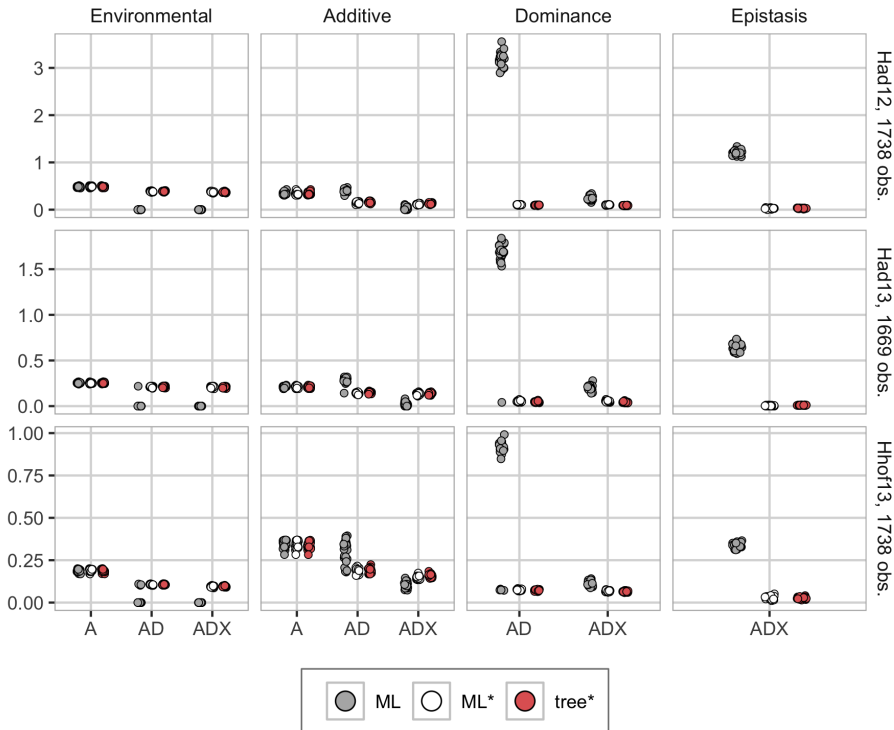 Environmental Additive Dominance Epistasis
3
2
1
0
Had12, 1738 obs.
1.5
1.0
0.5
0.0
Had13, 1669 obs.
1.00
0.75
0.50
0.25
0.00
Hhof13, 1738 obs.
A AD ADX A AD ADX AD ADX ADX
ML ML* tree*